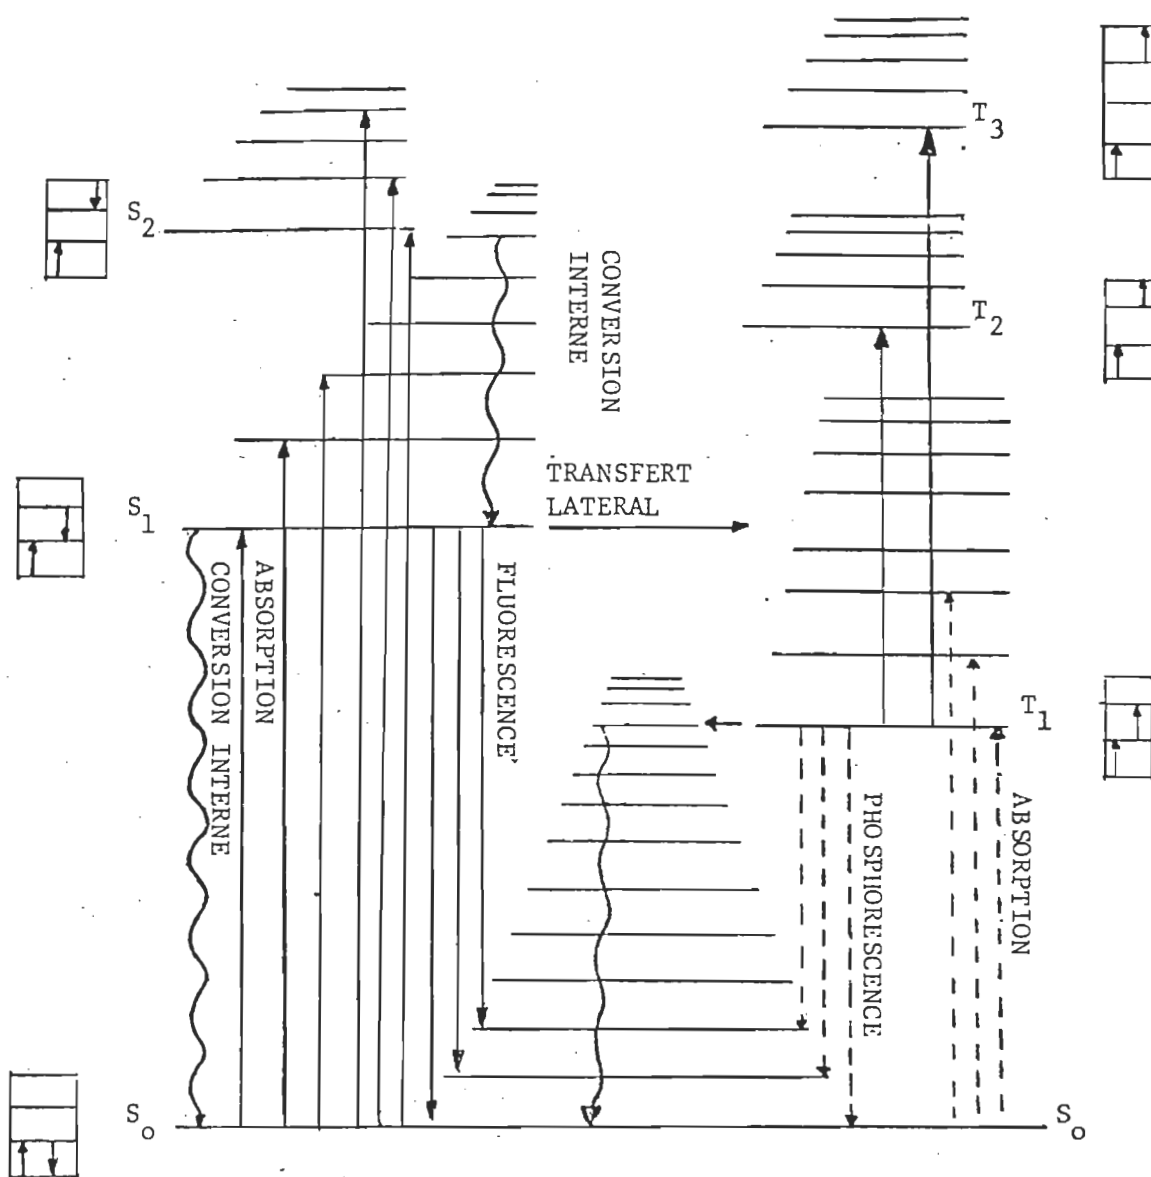 T3
S2
CONVERSION
INTERNE
T2
S1
TRANSFERT
LATERAL
CONVERSION INTERNE
ABSORPTION
FLUORESCENCE
T1
PHOSPHORESCENCE
ABSORPTION
So
So